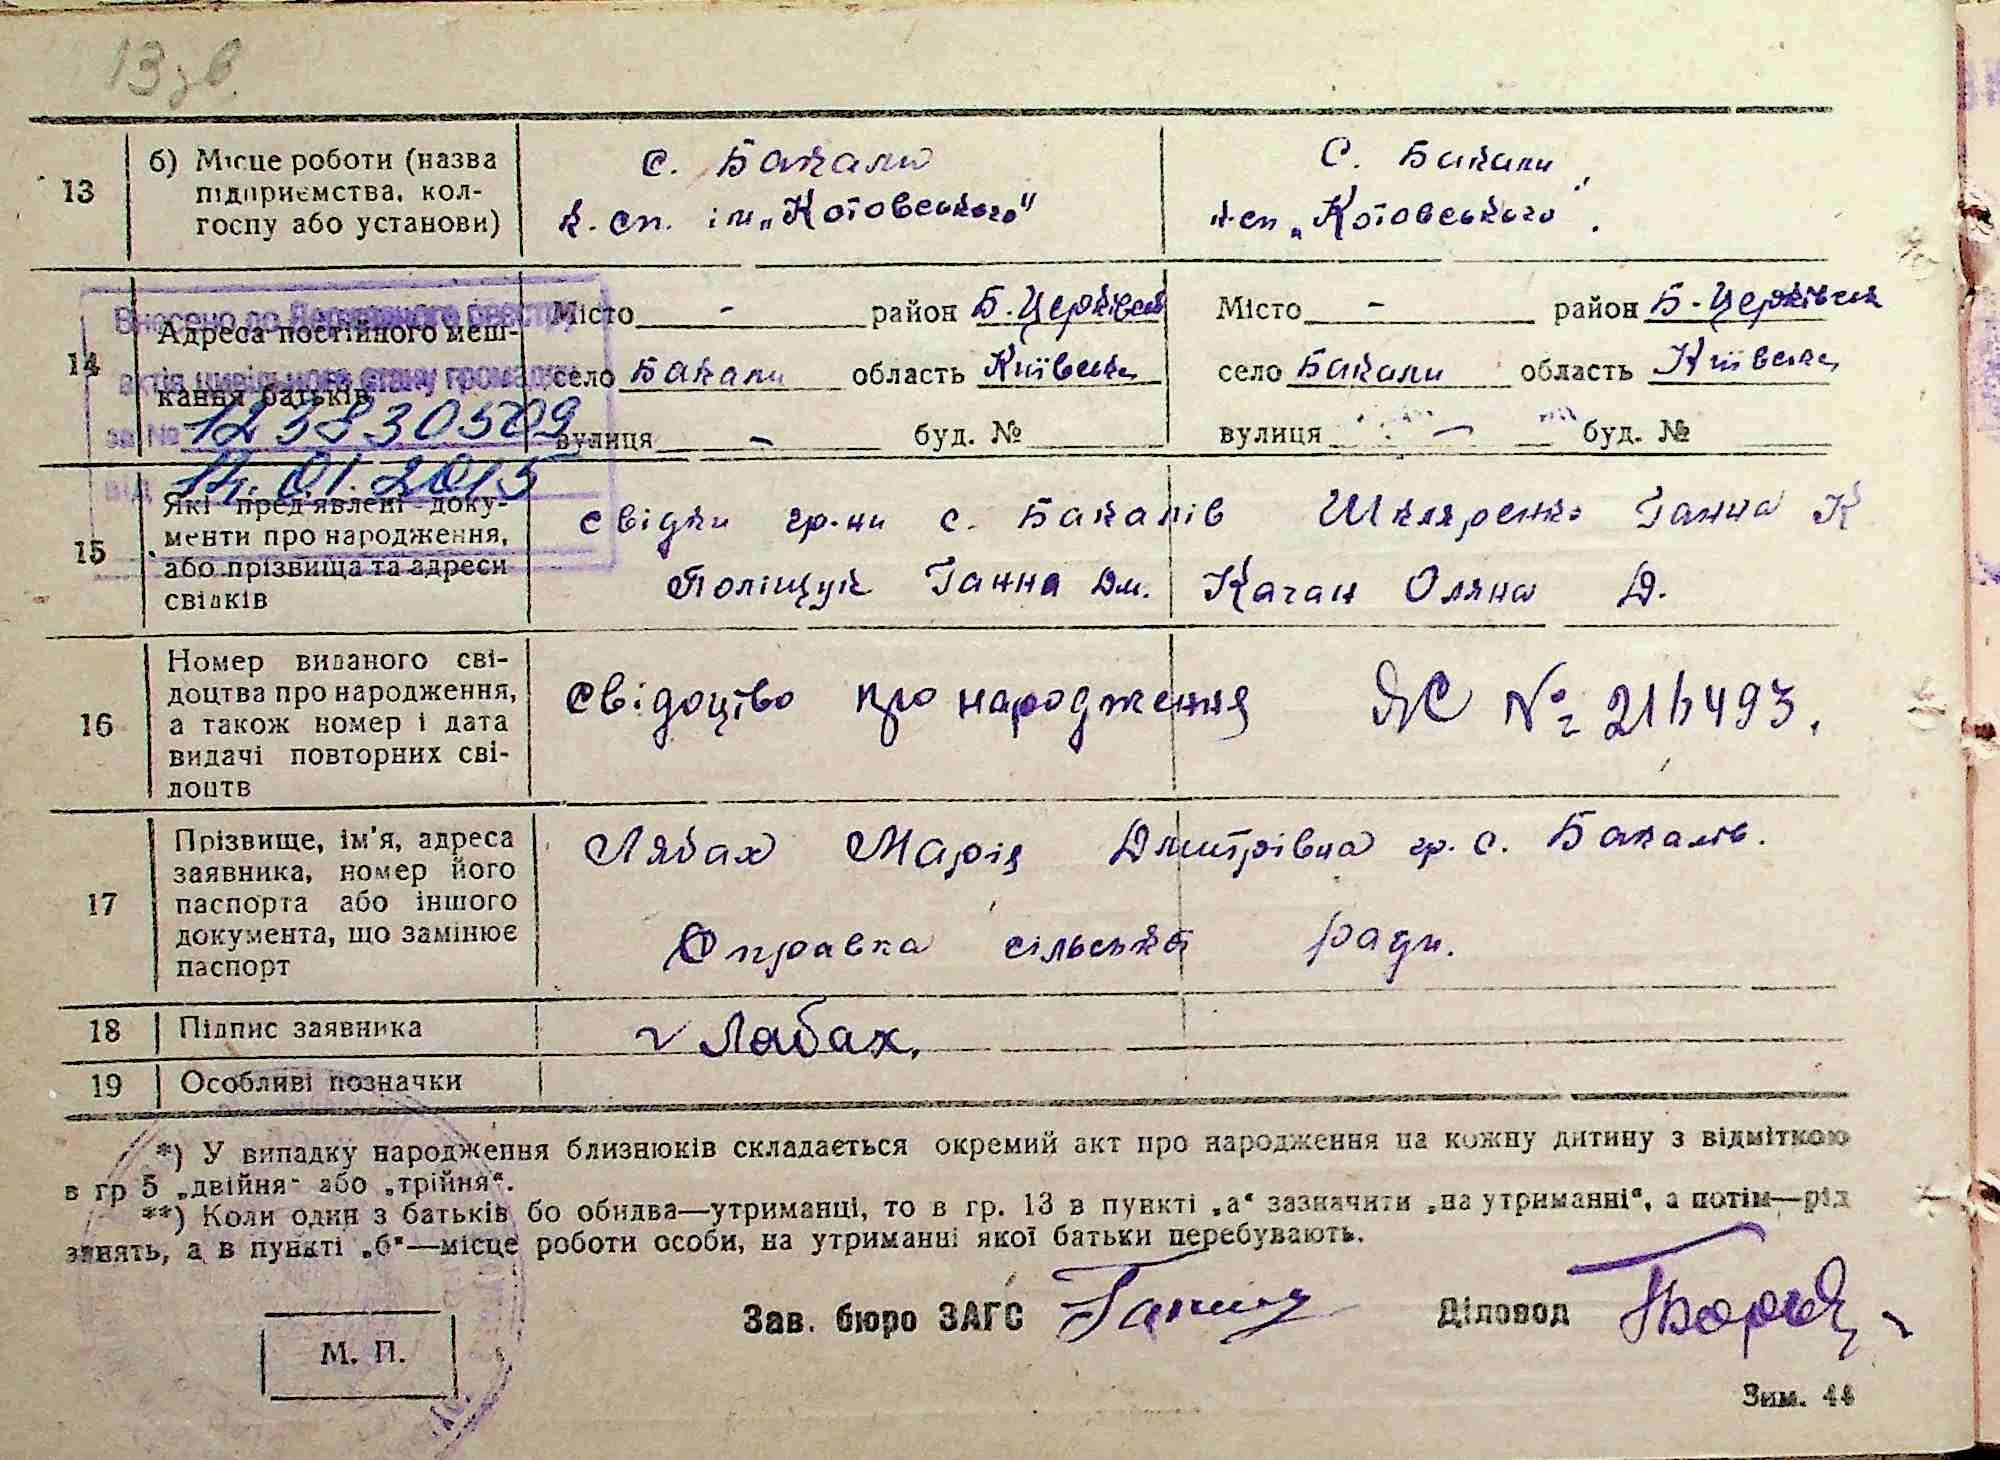 13зв.
13 б) Місце роботи (назва підприємства, колгоспу або установи)
с. Бакали
к. сп. ім „Котовського"
С. Бакали
к-сп „Котовського".
Внесено до Державного реєстру
актів цивільного стану громадян
за № 1238830509
від 14.01.2015
14 Адреса постійного мешкання батьків
Місто - район Б. Церківськ
село Бакали область Київська
вулиця - буд. №
Місто - район Б-Церківськ
село Бакали область Київська
вулиця - буд. №
15 Які пред'явлені документи про народження, або прізвища та адреси свідків
Свідки гр-ни с. Бакалів Шкляренко Ганна К
Поліщук Ганна Дм. Качан Оляна Д.
16 Номер виданого свідоцтва про народження, а також номер і дата видачі повторних свідоцтв
Свідоцтво про народження ЯС № 216493.
17 Прізвище, ім'я, адреса заявника, номер його паспорта або іншого документа, що замінює паспорт
Лябах Марія Дмитрівна гр. с. Бакалів.
Справка сільської ради.
18 Підпис заявника
Лябах.
19 Особливі позначки
*) У випадку народження близнюків складається окремий акт про народження на кожну дитину з відміткою
в гр 5 „двійня" або „трійня".
**) Коли один з батьків бо обидва—утриманці, то в гр. 13 в пункті „а" зазначити „на утриманні", а потім—рід
занять, а в пункті „б"—місце роботи особи, на утриманні якої батьки перебувають.
Зав. бюро ЗАГС
Діловод
М. П.
Зим. 44